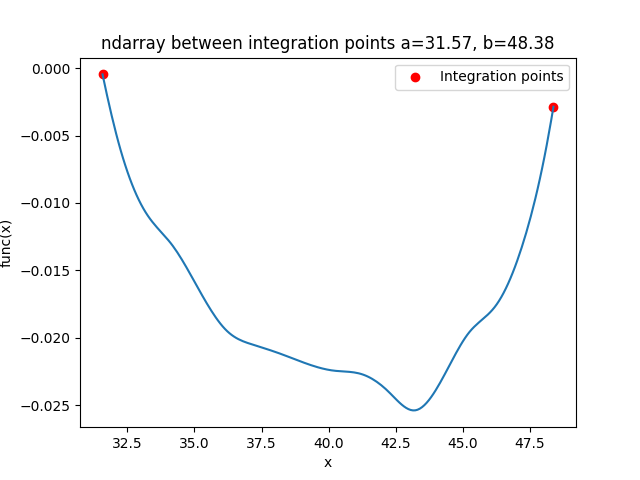 ndarray between integration points a=31.57, b=48.38
Integration points
0.000
−0.005
−0.010
−0.015
−0.020
−0.025
func(x)
32.5 35.0 37.5 40.0 42.5 45.0 47.5
x